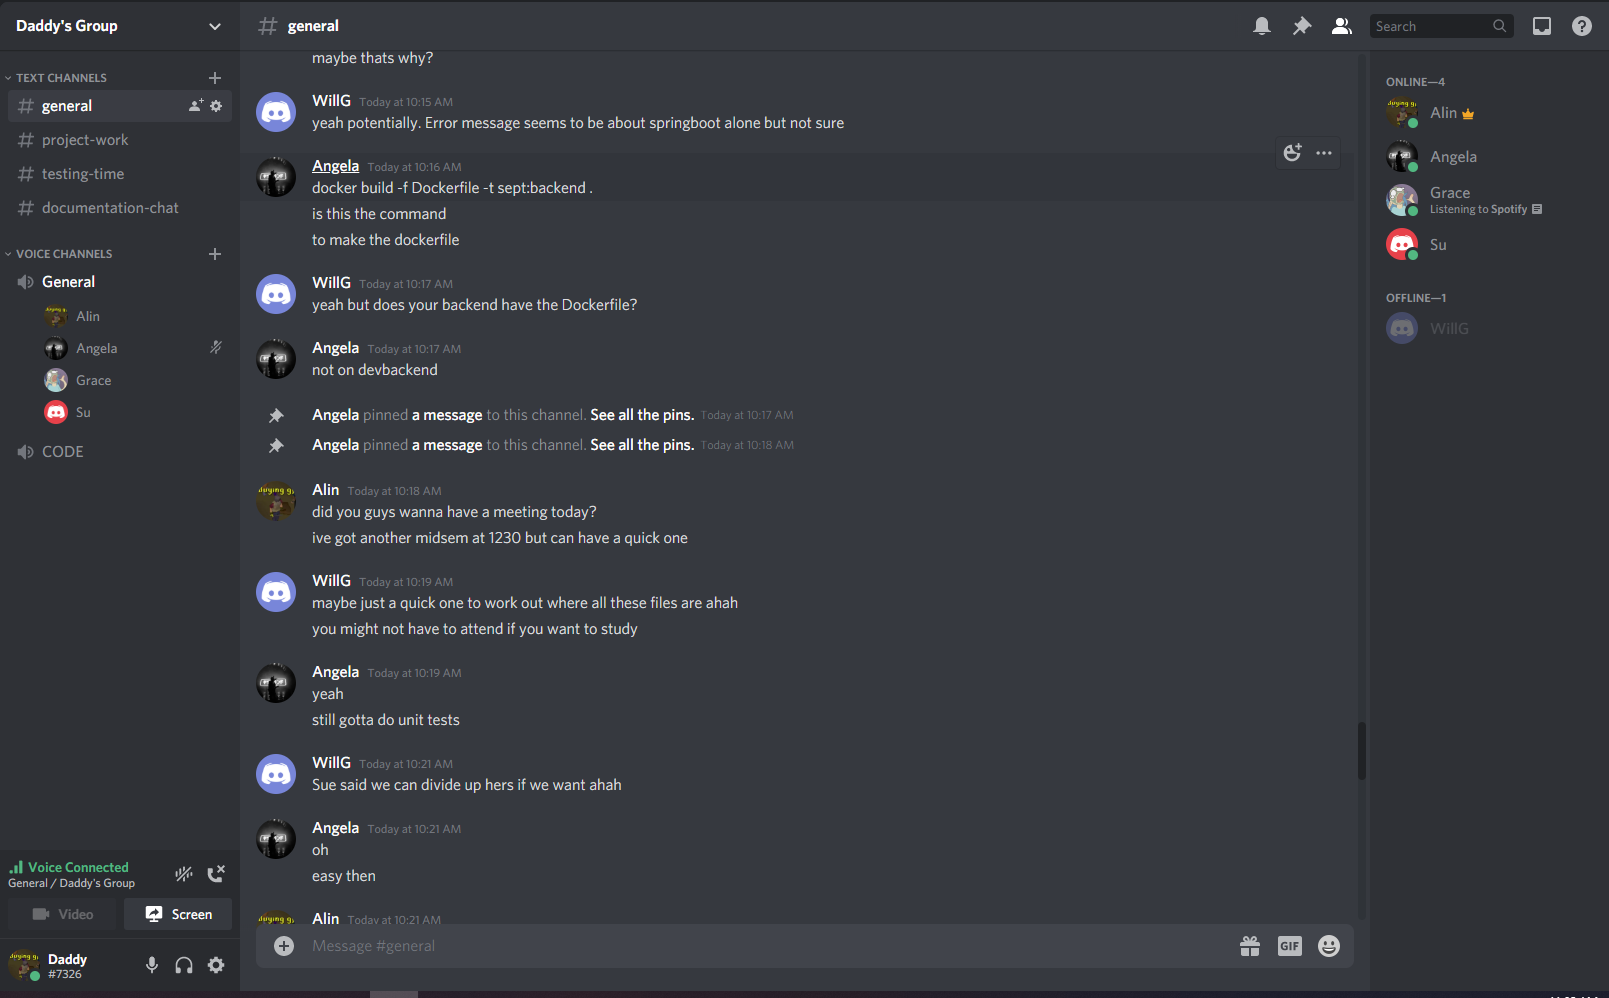 Daddy's Group
TEXT CHANNELS
general
project-work
testing-time
documentation-chat
VOICE CHANNELS
General
Alin
Angela
Grace
Su
CODE
Voice Connected
General / Daddy's Group
Video
Screen
Daddy
#7326
general
Search
maybe thats why?
WillG Today at 10:15 AM
yeah potentially. Error message seems to be about springboot alone but not sure
Angela Today at 10:16 AM
docker build -f Dockerfile -t sept:backend .
is this the command
to make the dockerfile
WillG Today at 10:17 AM
yeah but does your backend have the Dockerfile?
Angela Today at 10:17 AM
not on devbackend
Angela pinned a message to this channel. See all the pins. Today at 10:17 AM
Angela pinned a message to this channel. See all the pins. Today at 10:18 AM
Alin Today at 10:18 AM
did you guys wanna have a meeting today?
ive got another midsem at 1230 but can have a quick one
WillG Today at 10:19 AM
maybe just a quick one to work out where all these files are ahah
you might not have to attend if you want to study
Angela Today at 10:19 AM
yeah
still gotta do unit tests
WillG Today at 10:21 AM
Sue said we can divide up hers if we want ahah
Angela Today at 10:21 AM
oh
easy then
Alin Today at 10:21 AM
Message #general
GIF
ONLINE—4
Alin
Angela
Grace
Listening to Spotify
Su
OFFLINE—1
WillG